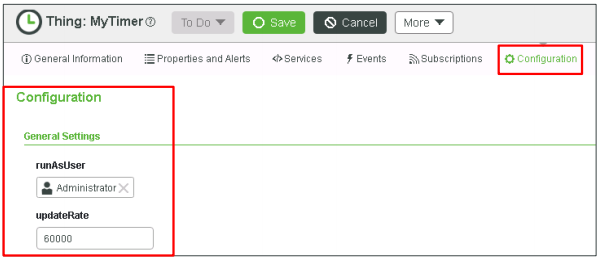 Thing: MyTimer To Do Save Cancel More
General Information Properties and Alerts Services Events Subscriptions Configuration
Configuration
General Settings
runAsUser
Administrator
updateRate
60000